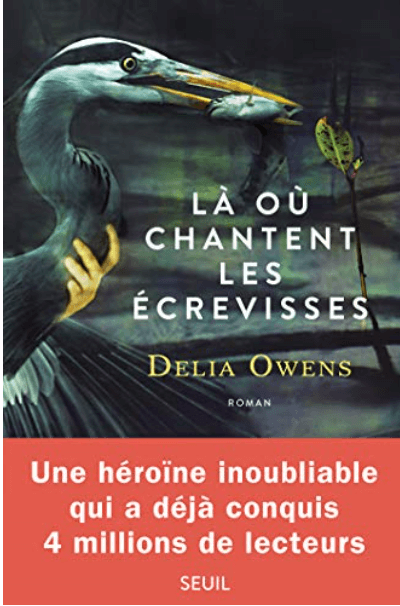 LÀ OÙ
CHANTENT
LES
ÉCREVISSES
DELIA OWENS
ROMAN
Une héroïne inoubliable
qui a déjà conquis
4 millions de lecteurs
SEUIL